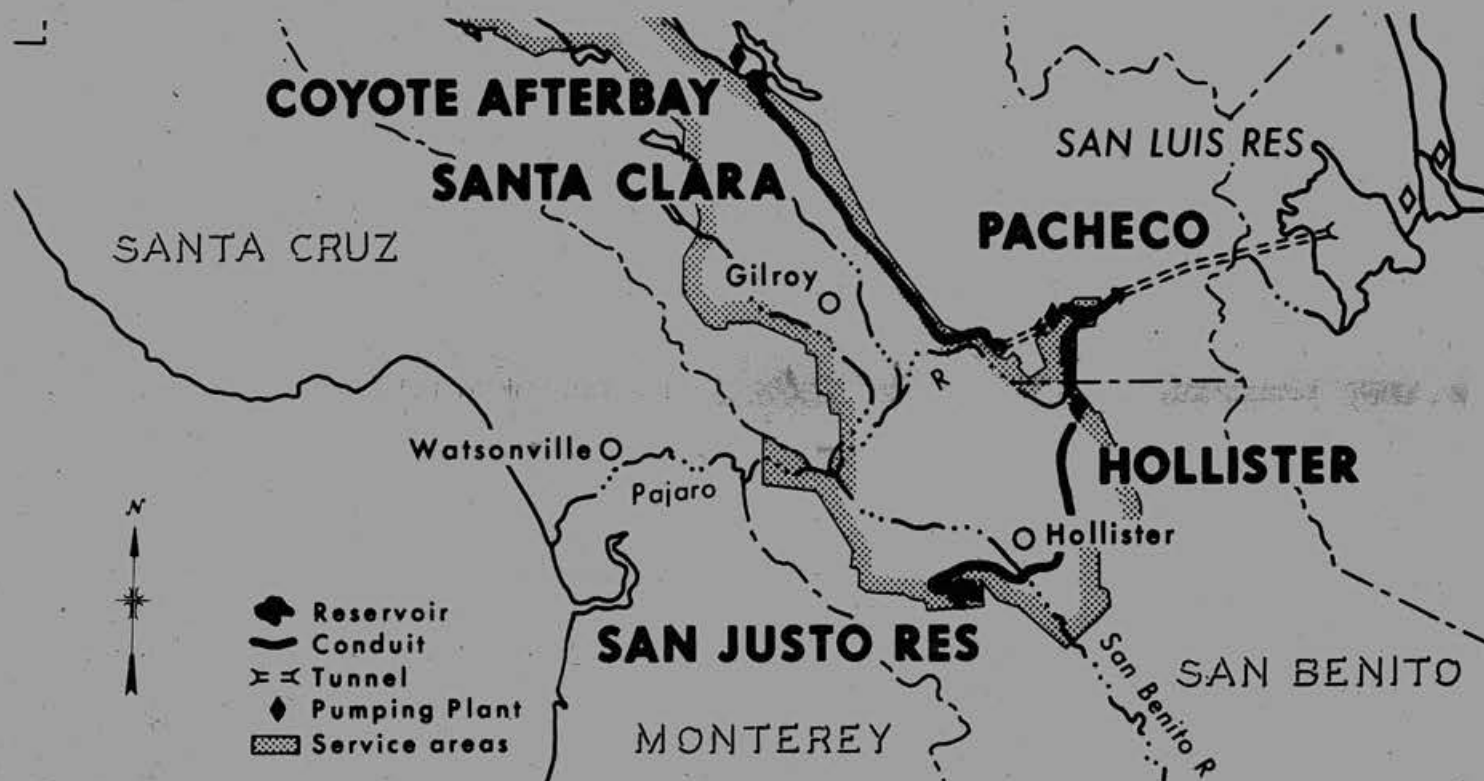 COYOTE AFTERBAY
SANTA CLARA
SAN LUIS RES
PACHECO
SANTA CRUZ
Gilroy
R
Watsonville
Pajaro
HOLLISTER
Hollister
N
Reservoir
Conduit
Tunnel
Pumping Plant
Service areas
SAN JUSTO RES
San Benito R
SAN BENITO
MONTEREY